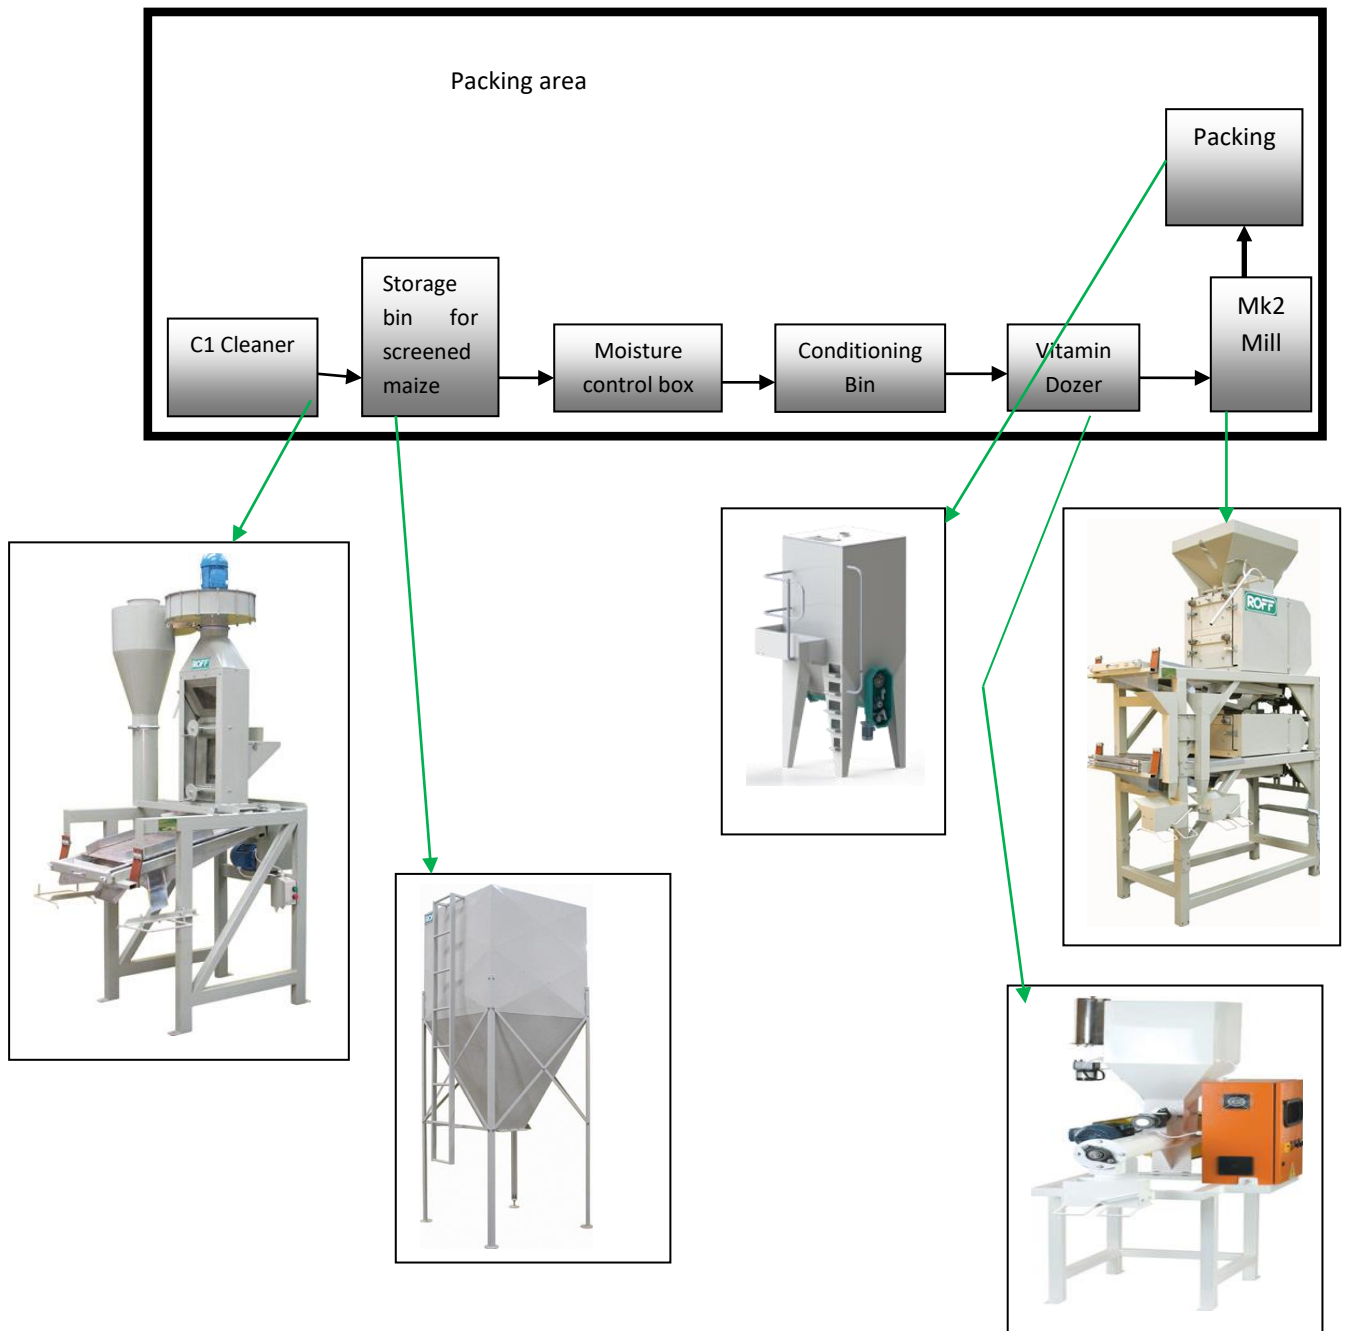 Packing area
Packing
Storage
bin for
screened
maize
Mk2
Mill
C1 Cleaner
Moisture
control box
Conditioning
Bin
Vitamin
Dozer
ROFF
ROFF